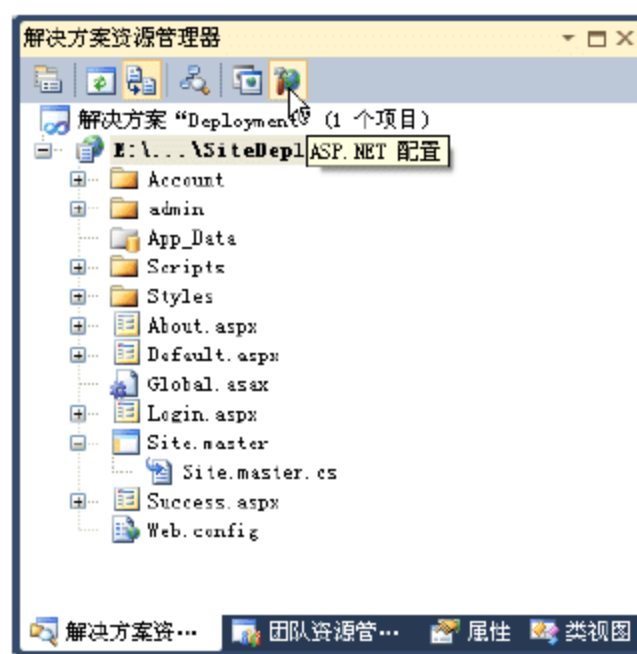 解决方案资源管理器
解决方案 “Deployment” (1 个项目)
E:\...\SiteDepl
ASP.NET 配置
Account
admin
App_Data
Scripts
Styles
About.aspx
Default.aspx
Global.asax
Login.aspx
Site.master
Site.master.cs
Success.aspx
Web.config
解决方案资…
团队资源管…
属性
类视图